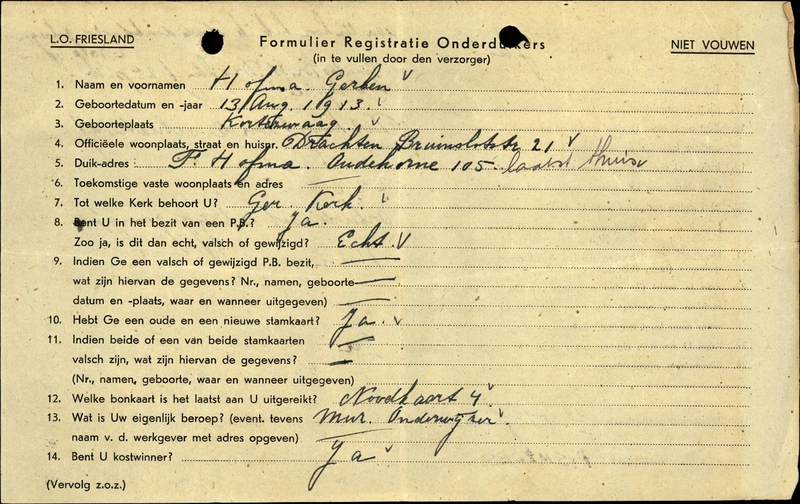 L.O. FRIESLAND
Formulier Registratie Onderduikers
NIET VOUWEN
(in te vullen door den verzorger)
1. Naam en voornamen Hofma Gerben
2. Geboortedatum en -jaar 13 Aug. 1913.
3. Geboorteplaats Kortezwaag.
4. Officiëele woonplaats, straat en huisnr. Drachten Bruinslotstr. 21
5. Duik-adres : F. Hofma. Oudehorne 105 laatst thuis
6. Toekomstige vaste woonplaats en adres —
7. Tot welke Kerk behoort U? Ger. Kerk.
8. Bent U in het bezit van een P.B.? Ja.
Zoo ja, is dit dan echt, valsch of gewijzigd? Echt.
9. Indien Ge een valsch of gewijzigd P.B. bezit, —
wat zijn hiervan de gegevens? Nr., namen, geboorte —
datum en -plaats, waar en wanneer uitgegeven) —
10. Hebt Ge een oude en een nieuwe stamkaart? Ja.
11. Indien beide of een van beide stamkaarten —
valsch zijn, wat zijn hiervan de gegevens? —
(Nr., namen, geboorte, waar en wanneer uitgegeven)
12. Welke bonkaart is het laatst aan U uitgereikt? Noodkaart 4
13. Wat is Uw eigenlijk beroep? (event. tevens Mur. Onderwijzer
naam v. d. werkgever met adres opgeven) —
14. Bent U kostwinner? Ja
(Vervolg z.o.z.)